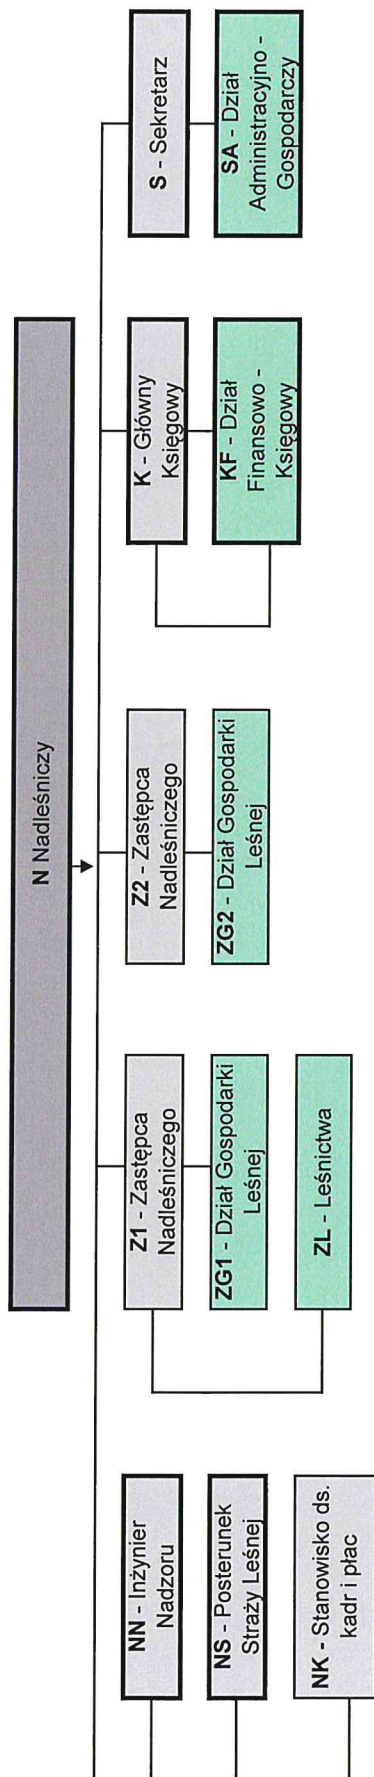 N Nadleśniczy
NN - Inżynier
Nadzoru
NS - Posterunek
Straży Leśnej
NK - Stanowisko ds.
kadr i płac
Z1 - Zastępca
Nadleśniczego
ZG1 - Dział Gospodarki
Leśnej
ZL - Leśnictwa
Z2 - Zastępca
Nadleśniczego
ZG2 - Dział Gospodarki
Leśnej
K - Główny
Księgowy
KF - Dział
Finansowo -
Księgowy
S - Sekretarz
SA - Dział
Administracyjno -
Gospodarczy